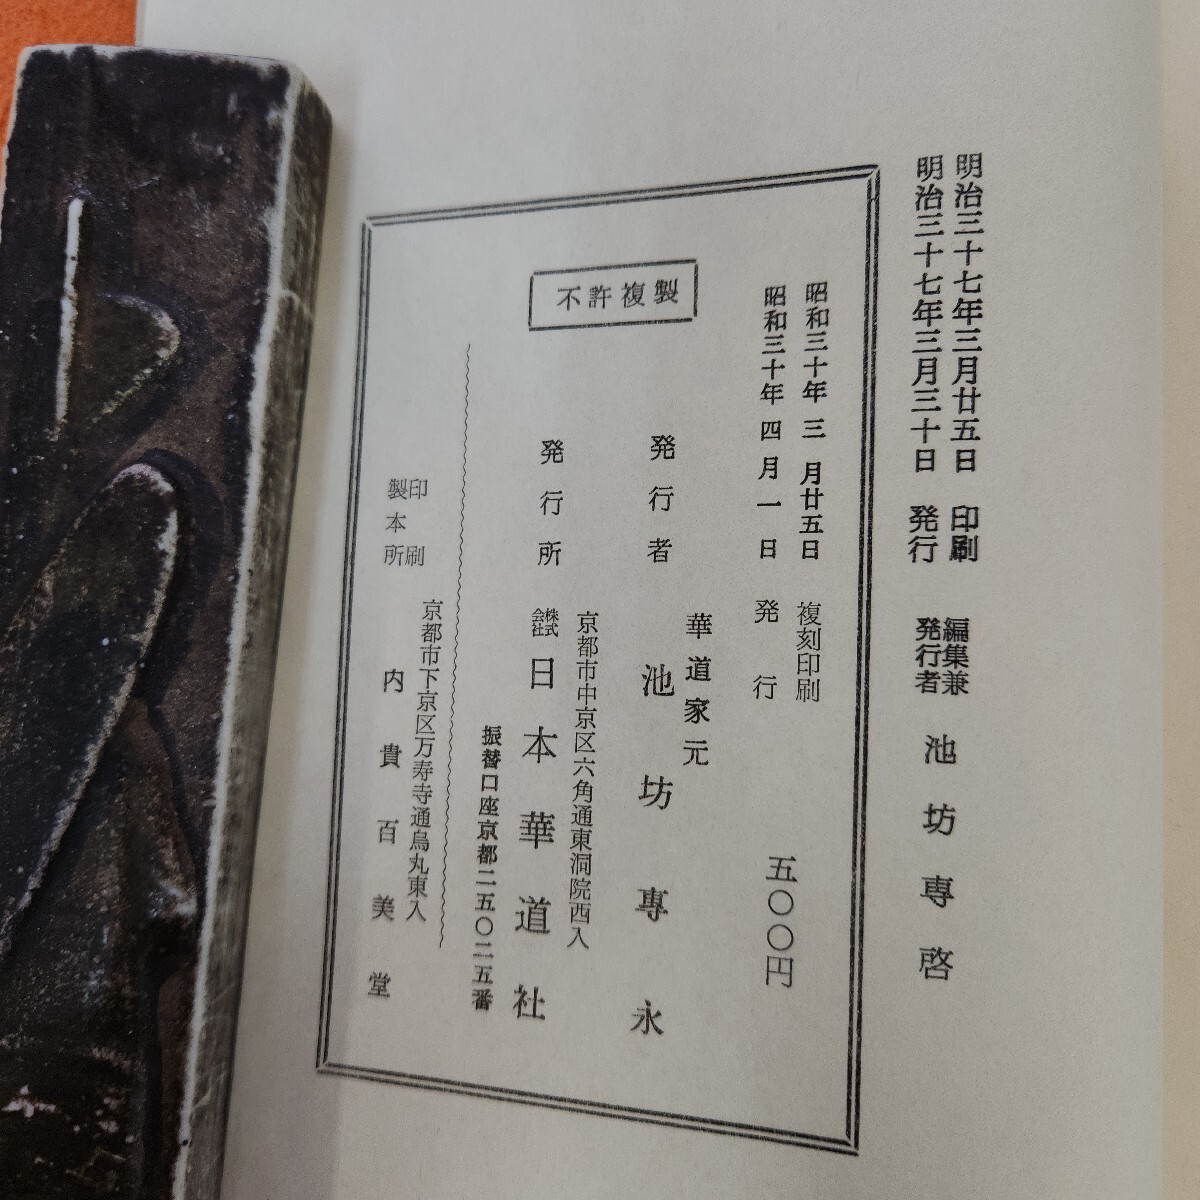 明治三十七年三月廿五日 印刷
明治三十七年三月三十日 発行
編集兼
発行者
池坊専啓
昭和三十年三月廿五日 複刻印刷
昭和三十年四月一日 発行
五〇〇円
華道家元
発行者 池坊專永
京都市中京区六角通東洞院西入
発行所 株式会社 日本華道社
振替口座京都二五〇二五番
不許複製
京都市下京区万寿寺通烏丸東入
印刷
製本所
内貴百美堂